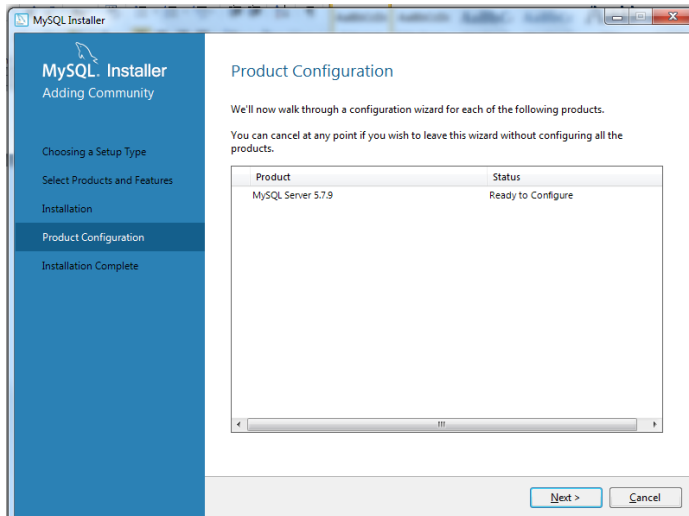 MySQL Installer
MySQL. Installer
Adding Community
Choosing a Setup Type
Select Products and Features
Installation
Product Configuration
Installation Complete
Product Configuration
We'll now walk through a configuration wizard for each of the following products.
You can cancel at any point if you wish to leave this wizard without configuring all the
products.
Product Status
MySQL Server 5.7.9 Ready to Configure
Next >
Cancel